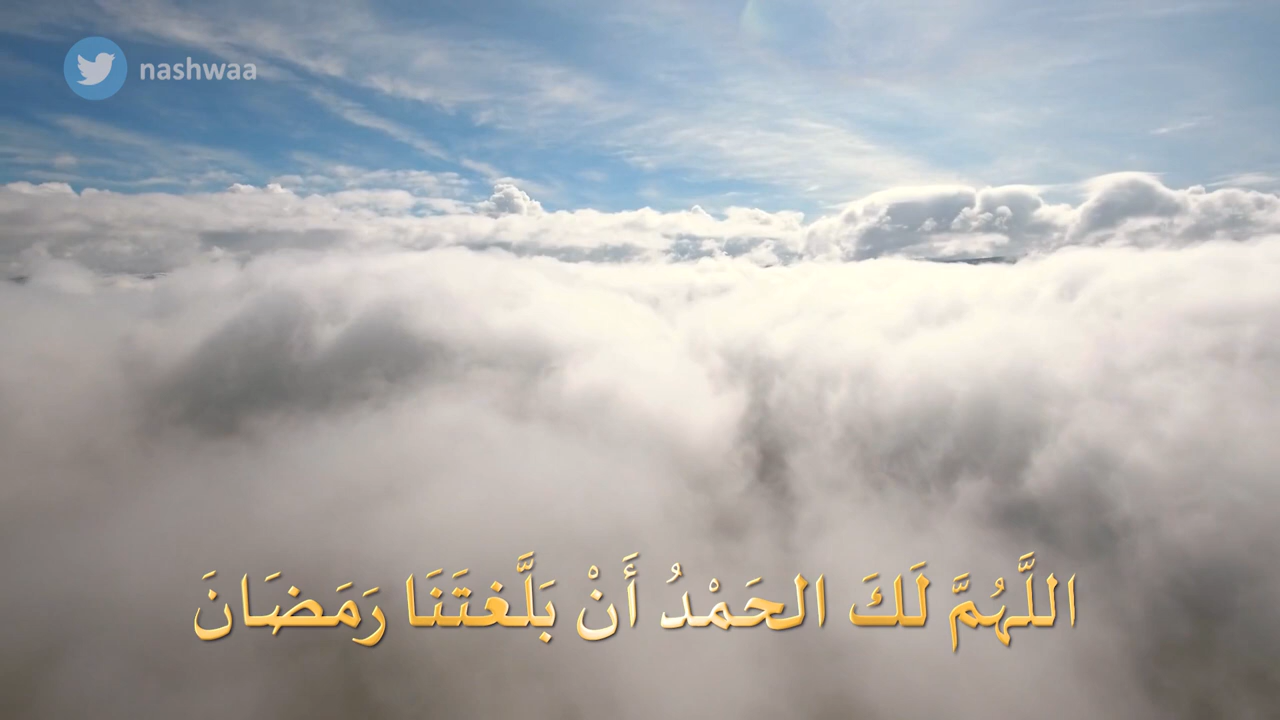 nashwaa
اللَّهُمَّ لَكَ الحَمْدُ أَنْ بَلَّغتَنَا رَمَضَانَ